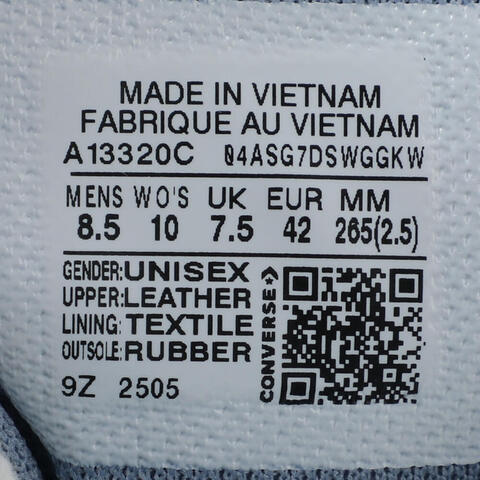 MADE IN VIETNAM
FABRIQUE AU VIETNAM
A13320C 04ASG7DSWGGKW
MENS WO'S UK EUR MM
8.5 10 7.5 42 265(2.5)
GENDER: UNISEX
UPPER: LEATHER
LINING: TEXTILE
OUTSOLE: RUBBER
9Z 2505
CONVERSE